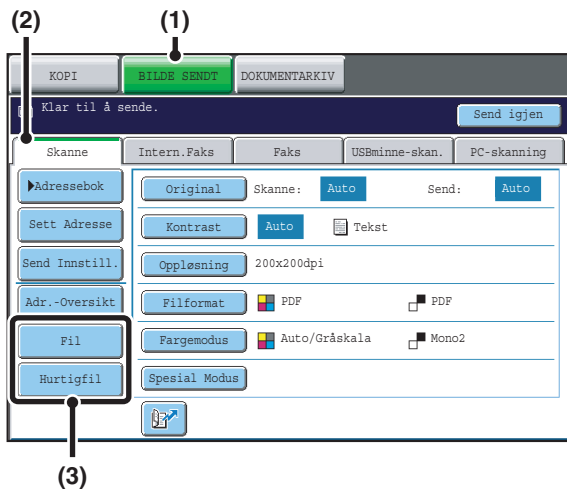 (2) (1)
KOPI BILDE SENDT DOKUMENTARKIV
Klar til å sende. Send igjen
Skanne Intern.Faks Faks USBminne-skan. PC-skanning
Adressebok Original Skanne: Auto Send: Auto
Sett Adresse Kontrast Auto Tekst
Send Innstill. Oppløsning 200x200dpi
Adr.-Oversikt Filformat PDF PDF
Fil Fargemodus Auto/Gråskala Mono2
Hurtigfil Spesial Modus
(3)